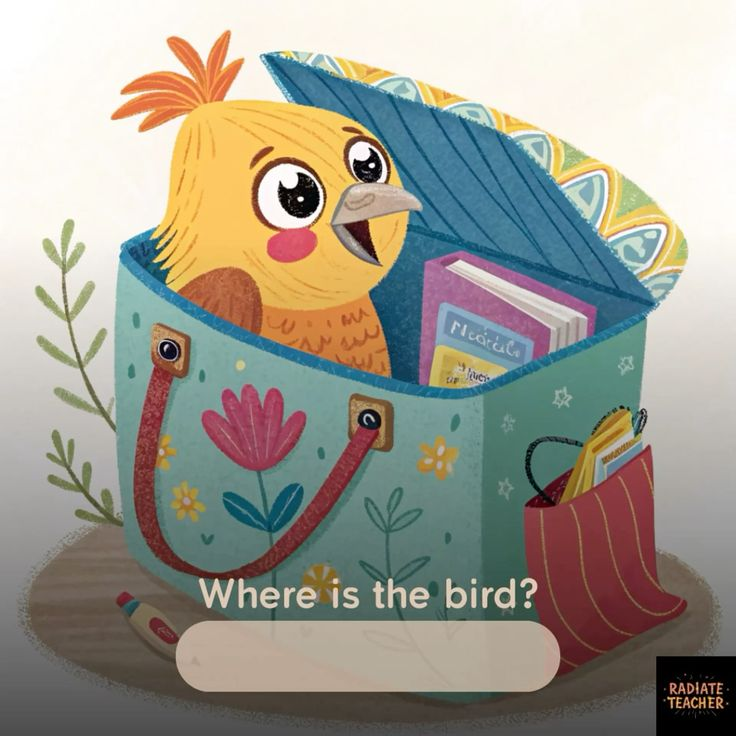 Where is the bird?
RADIATE
TEACHER